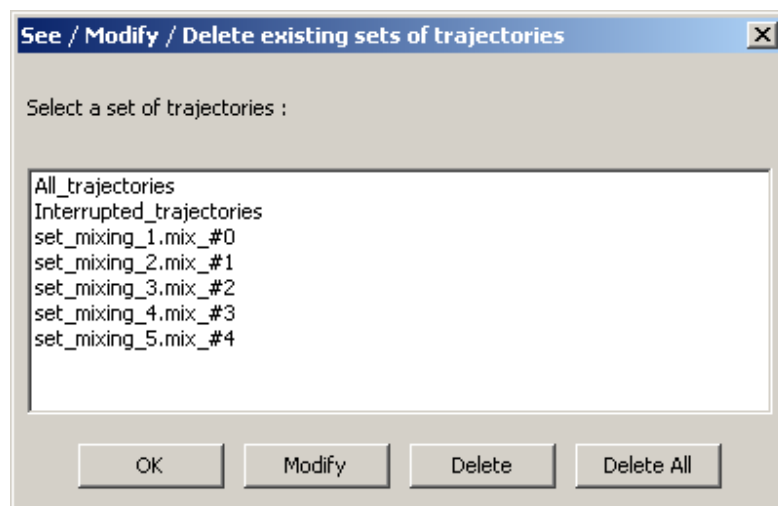 See / Modify / Delete existing sets of trajectories
Select a set of trajectories :
All_trajectories
Interrupted_trajectories
set_mixing_1.mix_#0
set_mixing_2.mix_#1
set_mixing_3.mix_#2
set_mixing_4.mix_#3
set_mixing_5.mix_#4
OK Modify Delete Delete All